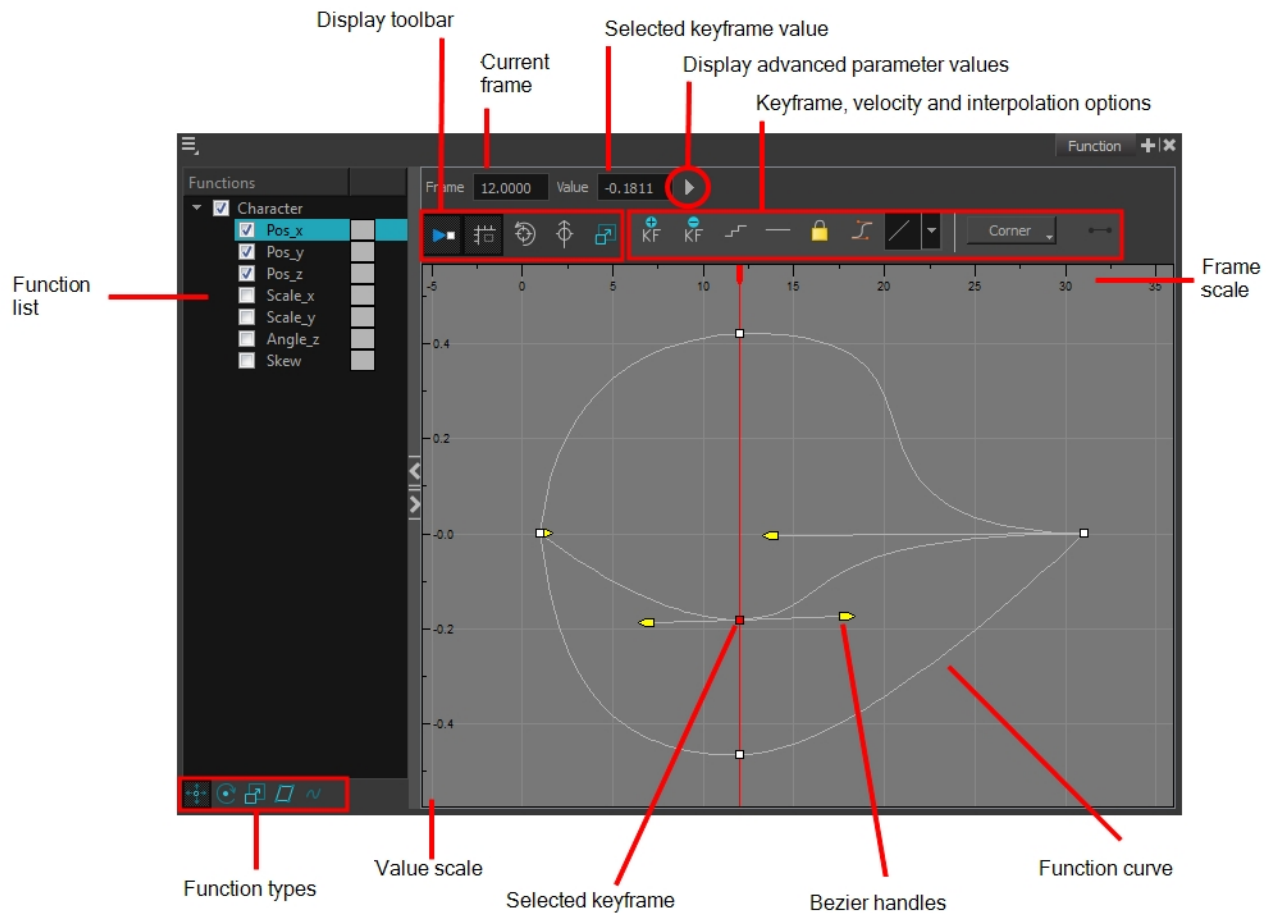 Display toolbar
Selected keyframe value
Current
frame
Display advanced parameter values
Keyframe, velocity and interpolation options
Function
Functions
Frame 12.0000 Value -0.1811
Character
Pos_x
Pos_y
Pos_z
Scale_x
Scale_y
Angle_z
Skew
KF KF
Corner
Function
list
Frame
scale
-5 0 5 10 15 20 25 30 35
0.4
0.2
-0.0
-0.2
-0.4
Function types
Value scale
Selected keyframe
Bezier handles
Function curve